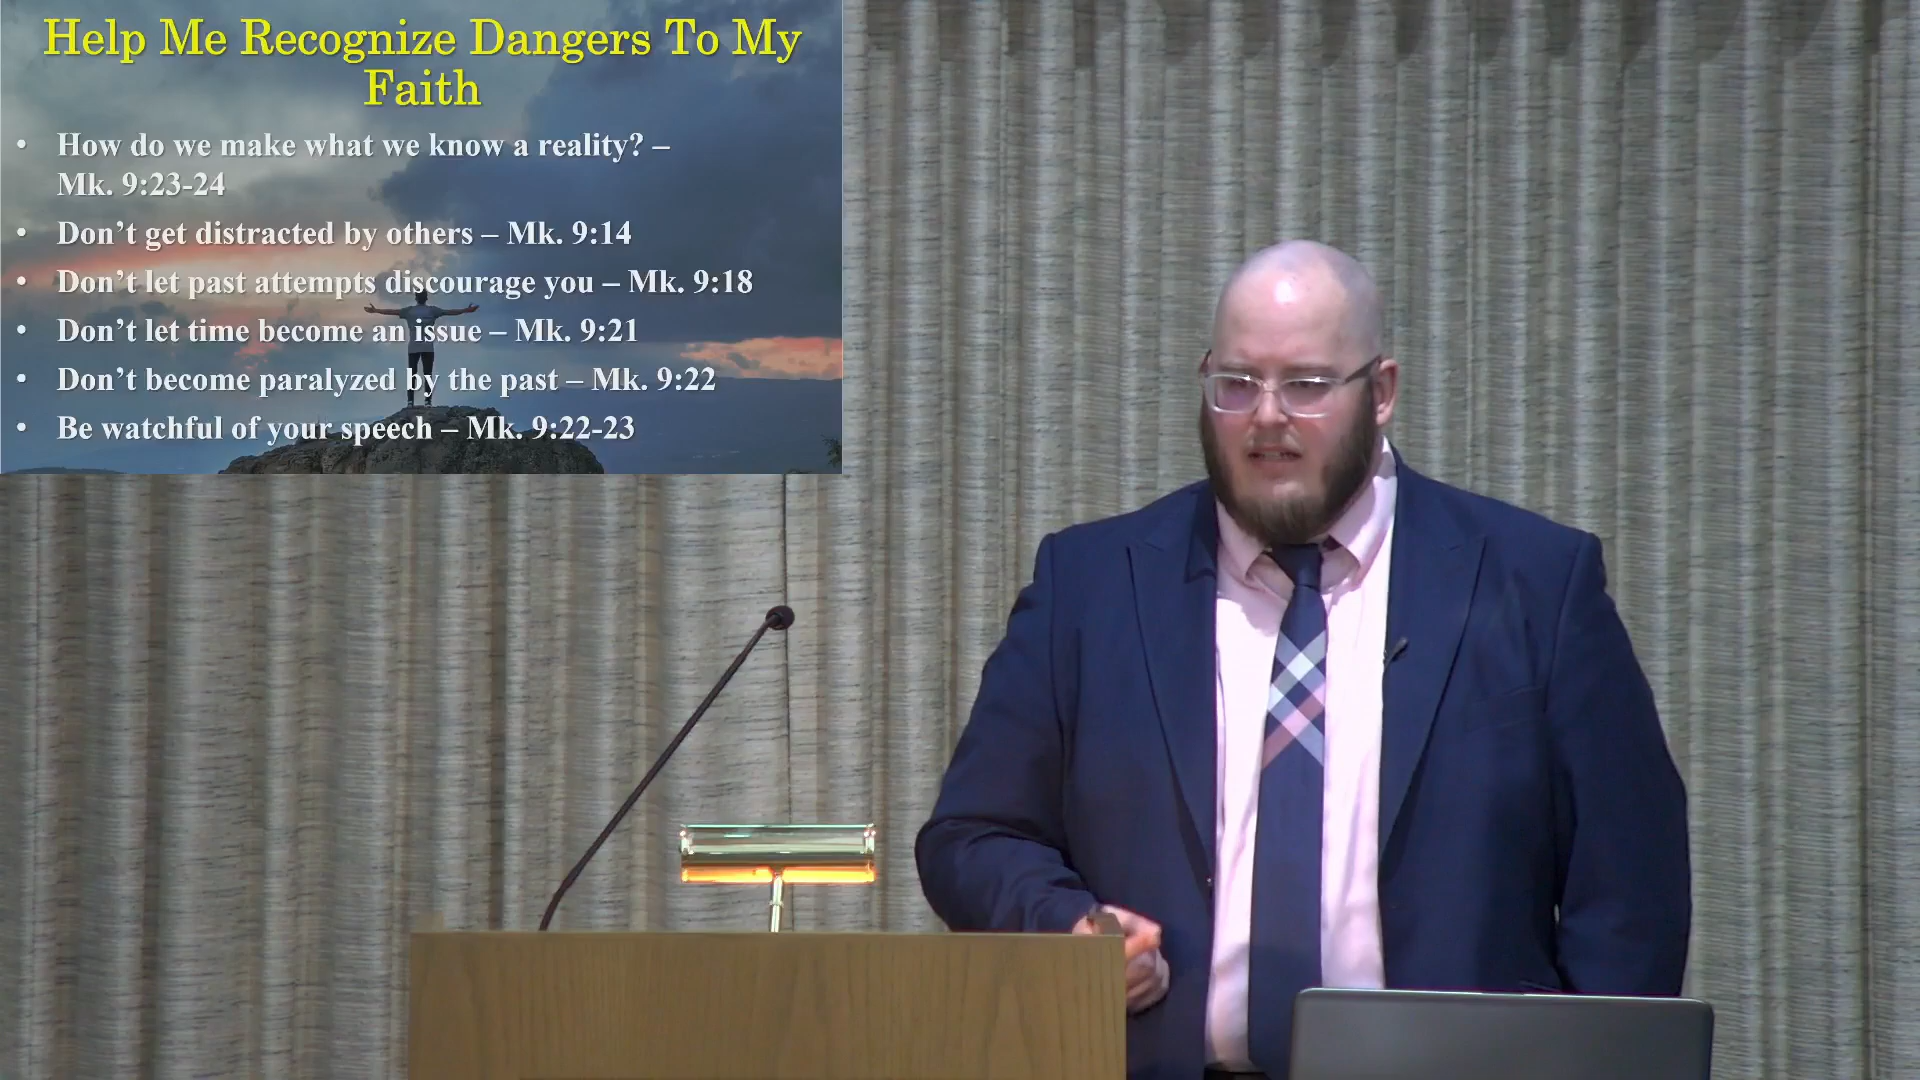 Help Me Recognize Dangers To My
Faith
• How do we make what we know a reality? –
Mk. 9:23-24
• Don’t get distracted by others – Mk. 9:14
• Don’t let past attempts discourage you – Mk. 9:18
• Don’t let time become an issue – Mk. 9:21
• Don’t become paralyzed by the past – Mk. 9:22
• Be watchful of your speech – Mk. 9:22-23